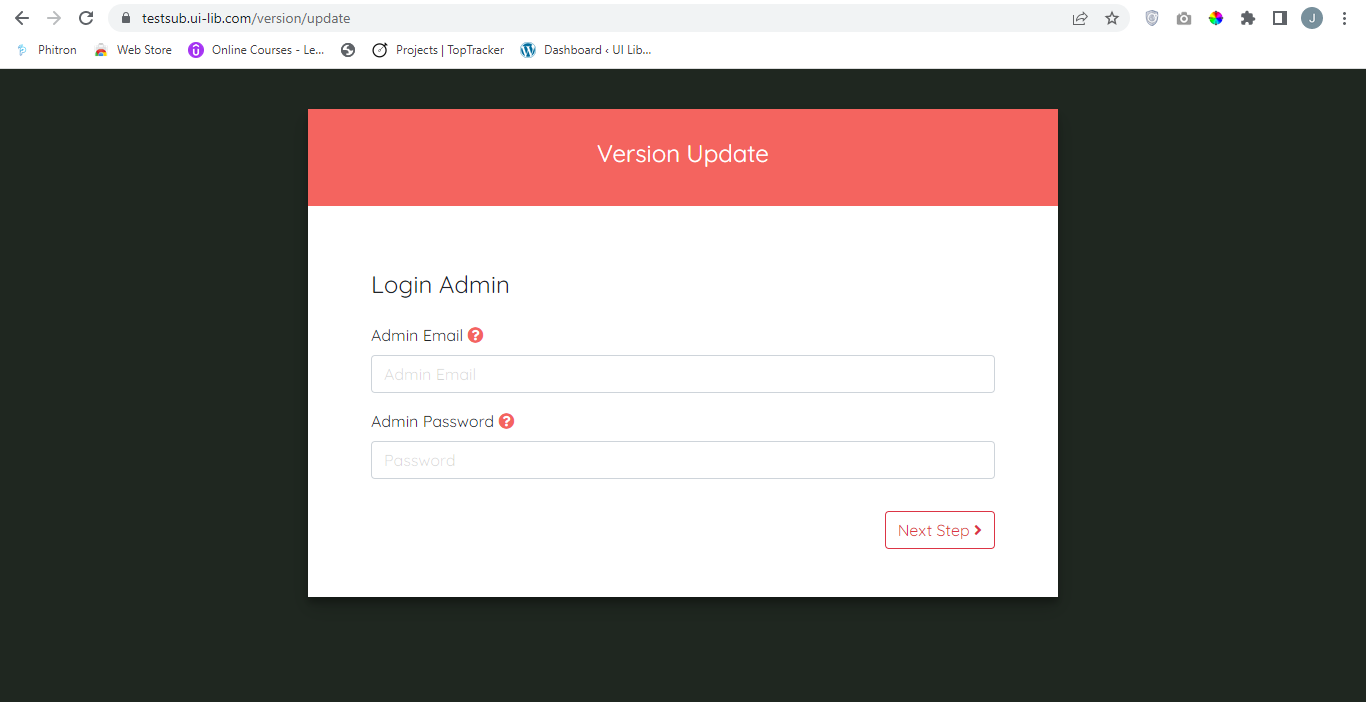 testsub.ui-lib.com/version/update
J
Phitron Web Store Online Courses - Le... Projects | TopTracker Dashboard ‹ UI Lib...
Version Update
Login Admin
Admin Email ?
Admin Email
Admin Password ?
Password
Next Step